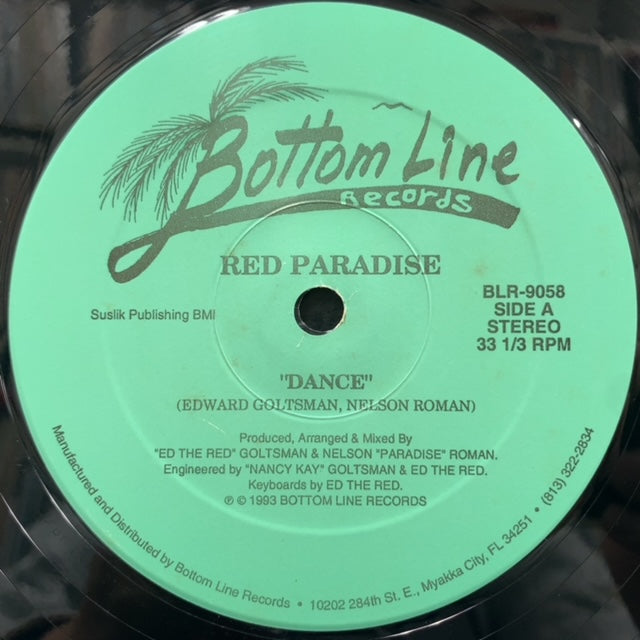 Bottom Line
Records
RED PARADISE
Suslik Publishing BMI
BLR-9058
SIDE A
STEREO
33 1/3 RPM
"DANCE"
(EDWARD GOLTSMAN, NELSON ROMAN)
Produced, Arranged & Mixed By
"ED THE RED" GOLTSMAN & NELSON "PARADISE" ROMAN.
Engineered by "NANCY KAY" GOLTSMAN & ED THE RED.
Keyboards by ED THE RED.
℗ © 1993 BOTTOM LINE RECORDS
Manufactured and Distributed by Bottom Line Records • 10202 284th St. E., Myakka City, FL 34251 • (813) 322-2834